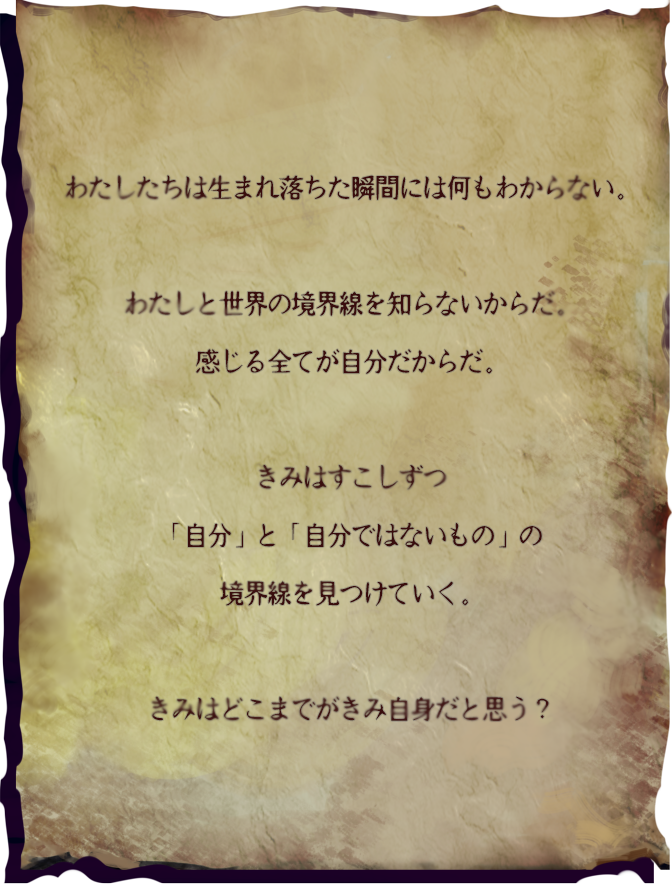 わたしたちは生まれ落ちた瞬間には何もわからない。
わたしと世界の境界線を知らないからだ。
感じる全てが自分だからだ。
きみはすこしずつ
「自分」と「自分ではないもの」の
境界線を見つけていく。
きみはどこまでがきみ自身だと思う？